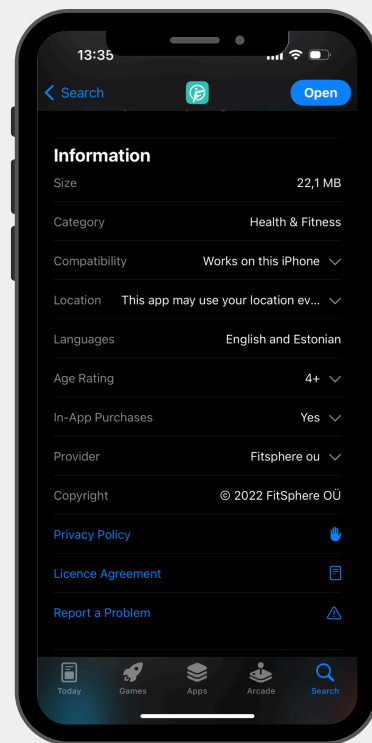 13:35
Search
Open
Information
Size 22,1 MB
Category Health & Fitness
Compatibility Works on this iPhone
Location This app may use your location ev...
Languages English and Estonian
Age Rating 4+
In-App Purchases Yes
Provider Fitsphere ou
Copyright © 2022 FitSphere OÜ
Privacy Policy
Licence Agreement
Report a Problem
Today Games Apps Arcade Search